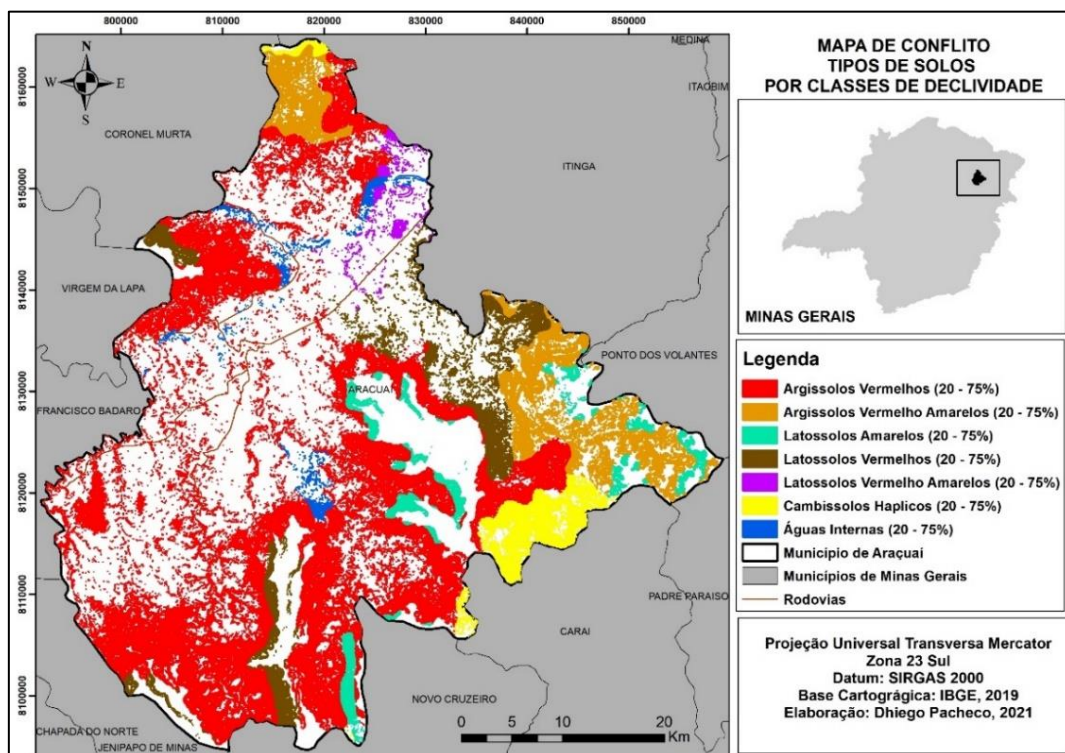 800000 810000 820000 830000 840000 850000
MAPA DE CONFLITO
TIPOS DE SOLOS
POR CLASSES DE DECLIVIDADE
N
W E
S
MEDINA
ITAOBIM
CORONEL MURTA
ITINGA
VIRGEM DA LAPA
PONTO DOS VOLANTES
ARACUAI
FRANCISCO BADARO
PADRE PARAISO
CARAI
NOVO CRUZEIRO
CHAPADA DO NORTE
JENIPAPO DE MINAS
8160000
8150000
8140000
8130000
8120000
8110000
8100000
0 5 10 20
Km
MINAS GERAIS
Legenda
Argissolos Vermelhos (20 - 75%)
Argissolos Vermelho Amarelos (20 - 75%)
Latossolos Amarelos (20 - 75%)
Latossolos Vermelhos (20 - 75%)
Latossolos Vermelho Amarelos (20 - 75%)
Cambissolos Haplicos (20 - 75%)
Águas Internas (20 - 75%)
Município de Araçuaí
Municípios de Minas Gerais
Rodovias
Projeção Universal Transversa Mercator
Zona 23 Sul
Datum: SIRGAS 2000
Base Cartográgica: IBGE, 2019
Elaboração: Dhiego Pacheco, 2021